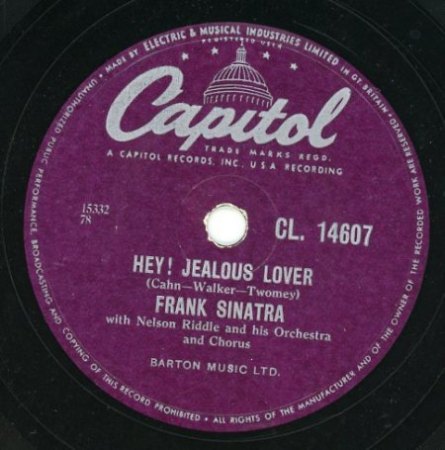 MADE BY ELECTRIC & MUSICAL INDUSTRIES LIMITED IN GT. BRITAIN • ALL RIGHTS OF THE MANUFACTURER AND OF THE OWNER OF THE RECORDED WORK ARE RESERVED
UNAUTHORIZED PUBLIC PERFORMANCE, BROADCASTING AND COPYING OF THIS RECORD PROHIBITED •
REGISTERED USER
Capitol
TRADE MARKS REGD.
A CAPITOL RECORDS, INC. U.S.A RECORDING
15332
78
CL. 14607
HEY! JEALOUS LOVER
(Cahn—Walker—Twomey)
FRANK SINATRA
with Nelson Riddle and his Orchestra
and Chorus
BARTON MUSIC LTD.